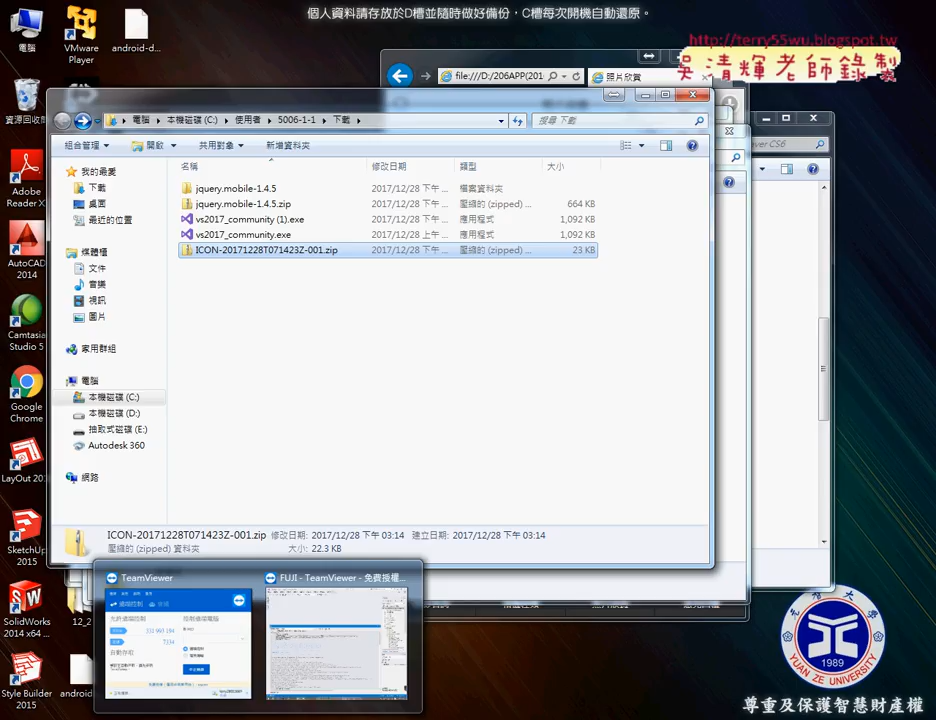 個人資料請存放於D槽並隨時做好備份，C槽每次開機自動還原。
http://terry55wu.blogspot.tw
吳清輝老師錄製
電腦
VMware Player
android-d...
資源回收筒
Adobe Reader X
AutoCAD 2014
Camtasia Studio 5
Google Chrome
LayOut 20
SketchUp 2015
SolidWorks 2014 x64 ...
12_2
Style Builder 2015
android
file:///D:/206APP(201
照片欣賞
ver CS6
電腦 本機磁碟 (C:) 使用者 5006-1-1 下載
搜尋 下載
組合管理 開啟 共用對象 新增資料夾
名稱 修改日期 類型 大小
jquery.mobile-1.4.5 2017/12/28 下午 ... 檔案資料夾
jquery.mobile-1.4.5.zip 2017/12/28 下午 ... 壓縮的 (zipped) ... 664 KB
vs2017_community (1).exe 2017/12/28 下午 ... 應用程式 1,092 KB
vs2017_community.exe 2017/12/28 上午 ... 應用程式 1,092 KB
ICON-20171228T071423Z-001.zip 2017/12/28 下午 ... 壓縮的 (zipped) ... 23 KB
我的最愛
下載
桌面
最近的位置
媒體櫃
文件
音樂
視訊
圖片
家用群組
電腦
本機磁碟 (C:)
本機磁碟 (D:)
抽取式磁碟 (E:)
Autodesk 360
網路
ICON-20171228T071423Z-001.zip 修改日期: 2017/12/28 下午 03:14 建立日期: 2017/12/28 下午 03:14
壓縮的 (zipped) 資料夾 大小: 22.3 KB
TeamViewer
FUJI - TeamViewer - 免費授權...
YUAN ZE UNIVERSITY
1989
尊重及保護智慧財產權